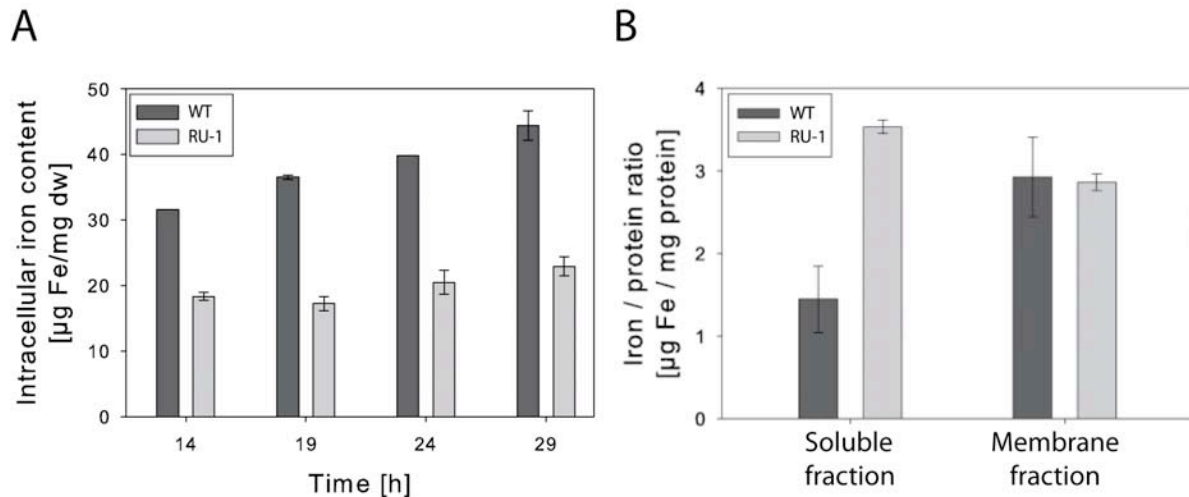 A
Intracellular iron content
[µg Fe/mg dw]
50
40
30
20
10
0
WT
RU-1
14
19
24
29
Time [h]
B
Iron / protein ratio
[µg Fe / mg protein]
4
3
2
1
0
WT
RU-1
Soluble
fraction
Membrane
fraction